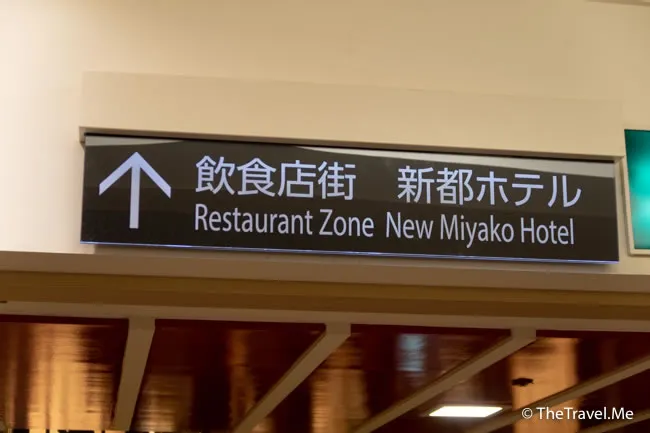 飲食店街 新都ホテル
Restaurant Zone New Miyako Hotel
© TheTravel.Me